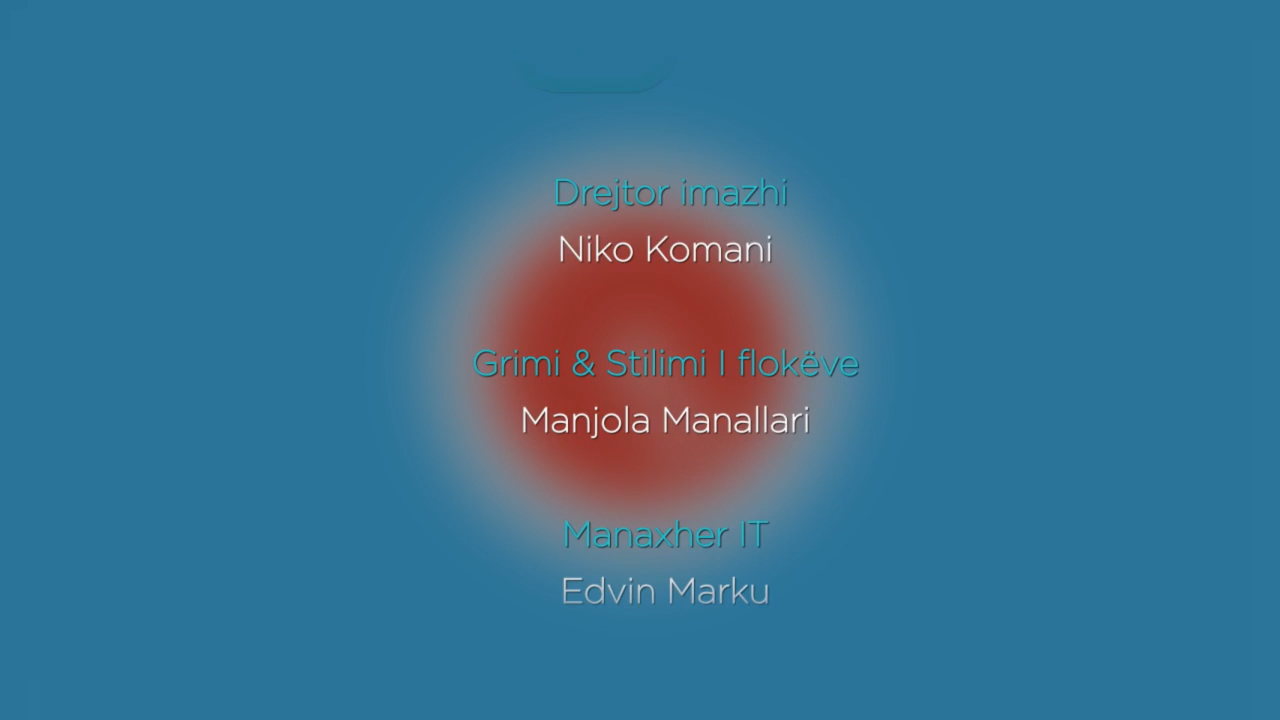 Drejtor imazhi
Niko Komani
Grimi & Stilimi I flokëve
Manjola Manallari
Manaxher IT
Edvin Marku